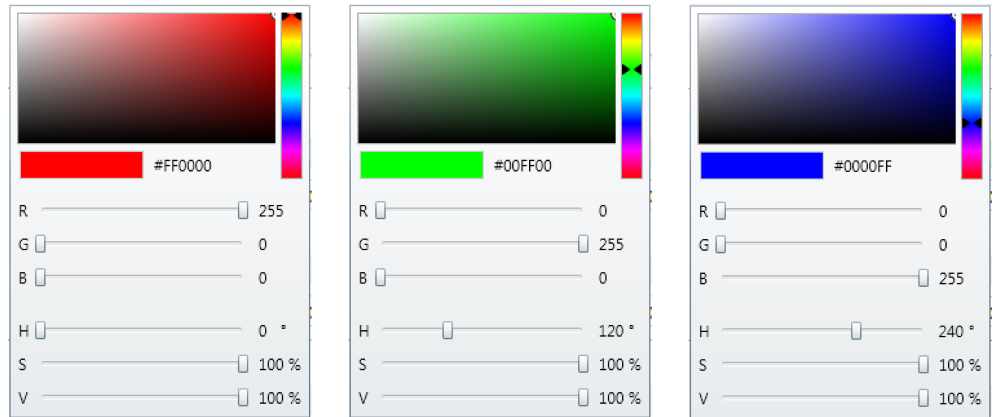 #FF0000
R 255
G 0
B 0
H 0 °
S 100 %
V 100 %
#00FF00
R 0
G 255
B 0
H 120 °
S 100 %
V 100 %
#0000FF
R 0
G 0
B 255
H 240 °
S 100 %
V 100 %